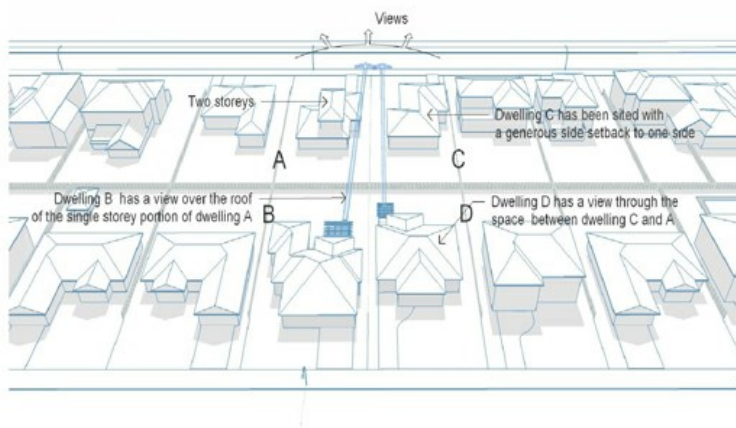 Views
Two storeys
Dwelling C has been sited with
a generous side setback to one side
A
C
Dwelling B has a view over the roof
of the single storey portion of dwelling A
B
D
Dwelling D has a view through the
space between dwelling C and A